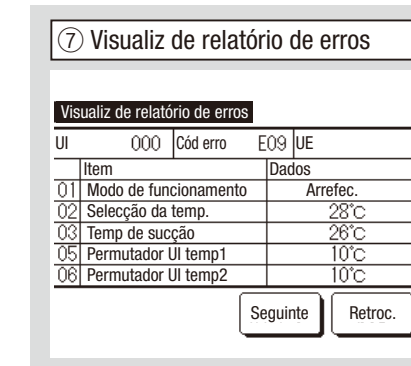 ⑦ Visualiz de relatório de erros
Visualiz de relatório de erros
UI 000 Cód erro E09 UE
Item Dados
01 Modo de funcionamento Arrefec.
02 Selecção da temp. 28°C
03 Temp de sucção 26°C
05 Permutador UI temp1 10°C
06 Permutador UI temp2 10°C
Seguinte Retroc.